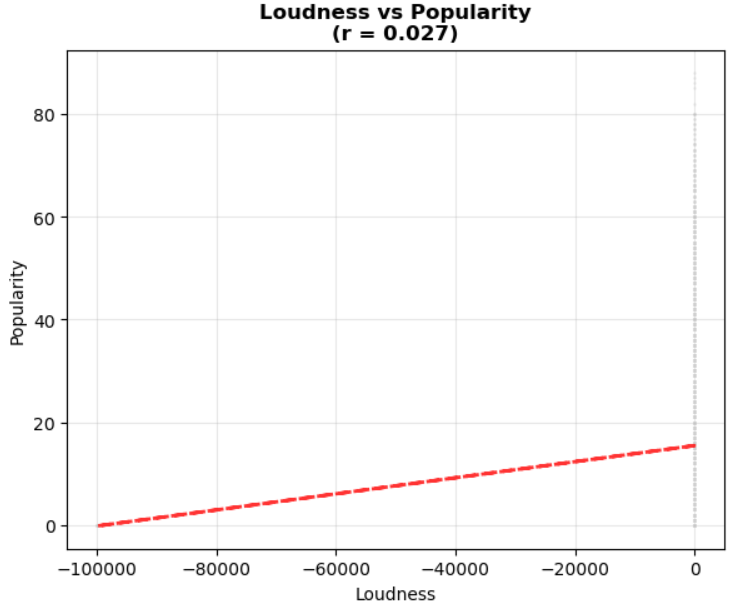 Loudness vs Popularity
(r = 0.027)
80
60
40
20
0
Popularity
−100000
−80000
−60000
−40000
−20000
0
Loudness